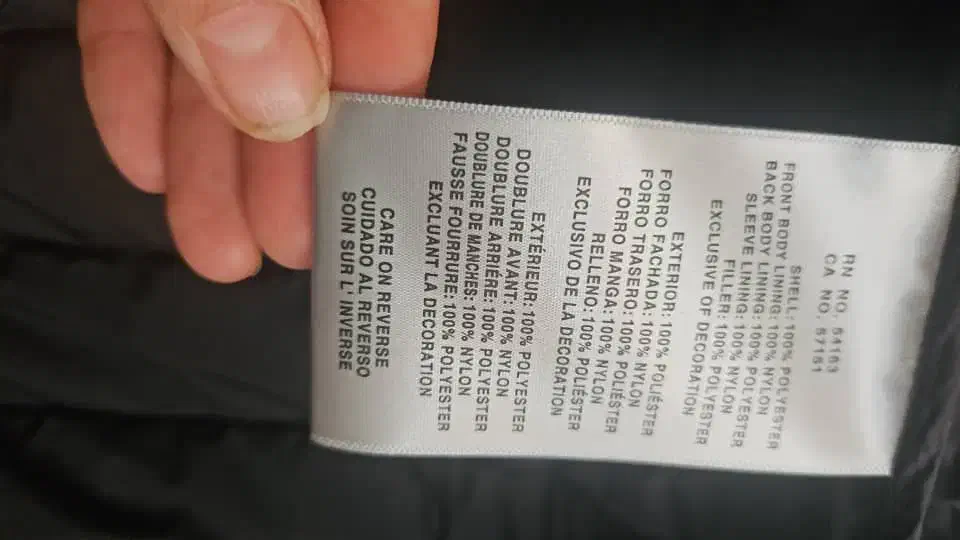 RN NO. 54163
CA NO. 57151
SHELL: 100% POLYESTER
FRONT BODY LINING: 100% NYLON
BACK BODY LINING: 100% POLYESTER
SLEEVE LINING: 100% NYLON
FILLER: 100% POLYESTER
EXCLUSIVE OF DECORATION
EXTERIOR: 100% POLIÉSTER
FORRO FACHADA: 100% NYLON
FORRO TRASERO: 100% POLIÉSTER
FORRO MANGA: 100% NYLON
RELLENO: 100% POLIÉSTER
EXCLUSIVO DE LA DECORATION
EXTÉRIEUR: 100% POLYESTER
DOUBLURE AVANT: 100% NYLON
DOUBLURE ARRIÉRE: 100% POLYESTER
DOUBLURE DE MANCHES: 100% NYLON
FAUSSE FOURRURE: 100% POLYESTER
EXCLUANT LA DECORATION
CARE ON REVERSE
CUIDADO AL REVERSO
SOIN SUR L' INVERSE